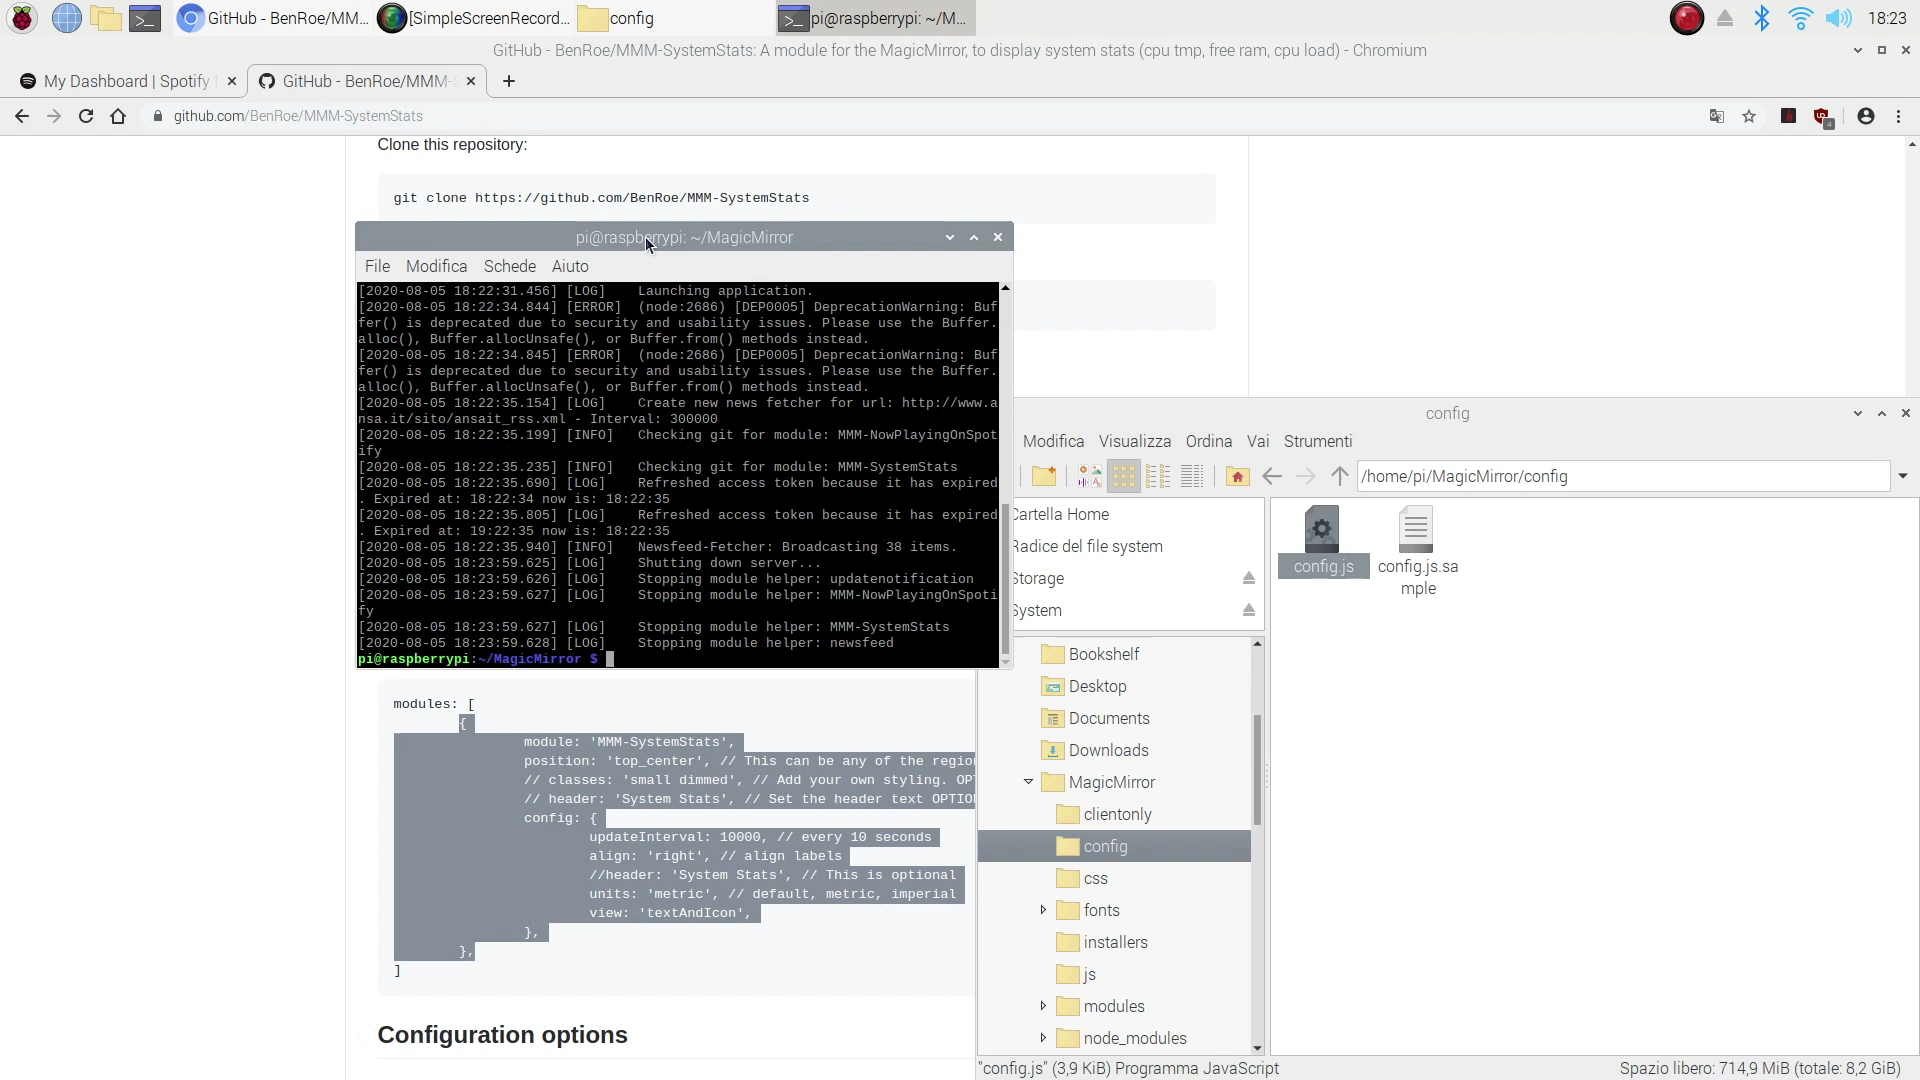 GitHub - BenRoe/MM...
[SimpleScreenRecord...
config
pi@raspberrypi: ~/M...
18:23
GitHub - BenRoe/MMM-SystemStats: A module for the MagicMirror, to display system stats (cpu tmp, free ram, cpu load) - Chromium
My Dashboard | Spotify
GitHub - BenRoe/MMM-S
github.com/BenRoe/MMM-SystemStats
4
Clone this repository:
git clone https://github.com/BenRoe/MMM-SystemStats
pi@raspberrypi: ~/MagicMirror
File Modifica Schede Aiuto
[2020-08-05 18:22:31.456] [LOG]    Launching application.
[2020-08-05 18:22:34.844] [ERROR]  (node:2686) [DEP0005] DeprecationWarning: Buf
fer() is deprecated due to security and usability issues. Please use the Buffer.
alloc(), Buffer.allocUnsafe(), or Buffer.from() methods instead.
[2020-08-05 18:22:34.845] [ERROR]  (node:2686) [DEP0005] DeprecationWarning: Buf
fer() is deprecated due to security and usability issues. Please use the Buffer.
alloc(), Buffer.allocUnsafe(), or Buffer.from() methods instead.
[2020-08-05 18:22:35.154] [LOG]    Create new news fetcher for url: http://www.a
nsa.it/sito/ansait_rss.xml - Interval: 300000
[2020-08-05 18:22:35.199] [INFO]   Checking git for module: MMM-NowPlayingOnSpot
ify
[2020-08-05 18:22:35.235] [INFO]   Checking git for module: MMM-SystemStats
[2020-08-05 18:22:35.690] [LOG]    Refreshed access token because it has expired
. Expired at: 18:22:34 now is: 18:22:35
[2020-08-05 18:22:35.805] [LOG]    Refreshed access token because it has expired
. Expired at: 19:22:35 now is: 18:22:35
[2020-08-05 18:22:35.940] [INFO]   Newsfeed-Fetcher: Broadcasting 38 items.
[2020-08-05 18:23:59.625] [LOG]    Shutting down server...
[2020-08-05 18:23:59.626] [LOG]    Stopping module helper: updatenotification
[2020-08-05 18:23:59.627] [LOG]    Stopping module helper: MMM-NowPlayingOnSpoti
fy
[2020-08-05 18:23:59.627] [LOG]    Stopping module helper: MMM-SystemStats
[2020-08-05 18:23:59.628] [LOG]    Stopping module helper: newsfeed
pi@raspberrypi:~/MagicMirror $
modules: [
{
module: 'MMM-SystemStats',
position: 'top_center', // This can be any of the region
// classes: 'small dimmed', // Add your own styling. OPT
// header: 'System Stats', // Set the header text OPTION
config: {
updateInterval: 10000, // every 10 seconds
align: 'right', // align labels
//header: 'System Stats', // This is optional
units: 'metric', // default, metric, imperial
view: 'textAndIcon',
},
},
]
Configuration options
config
Modifica Visualizza Ordina Vai Strumenti
/home/pi/MagicMirror/config
Cartella Home
Radice del file system
Storage
System
Bookshelf
Desktop
Documents
Downloads
MagicMirror
clientonly
config
css
fonts
installers
js
modules
node_modules
config.js
config.js.sa
mple
"config.js" (3,9 KiB) Programma JavaScript
Spazio libero: 714,9 MiB (totale: 8,2 GiB)